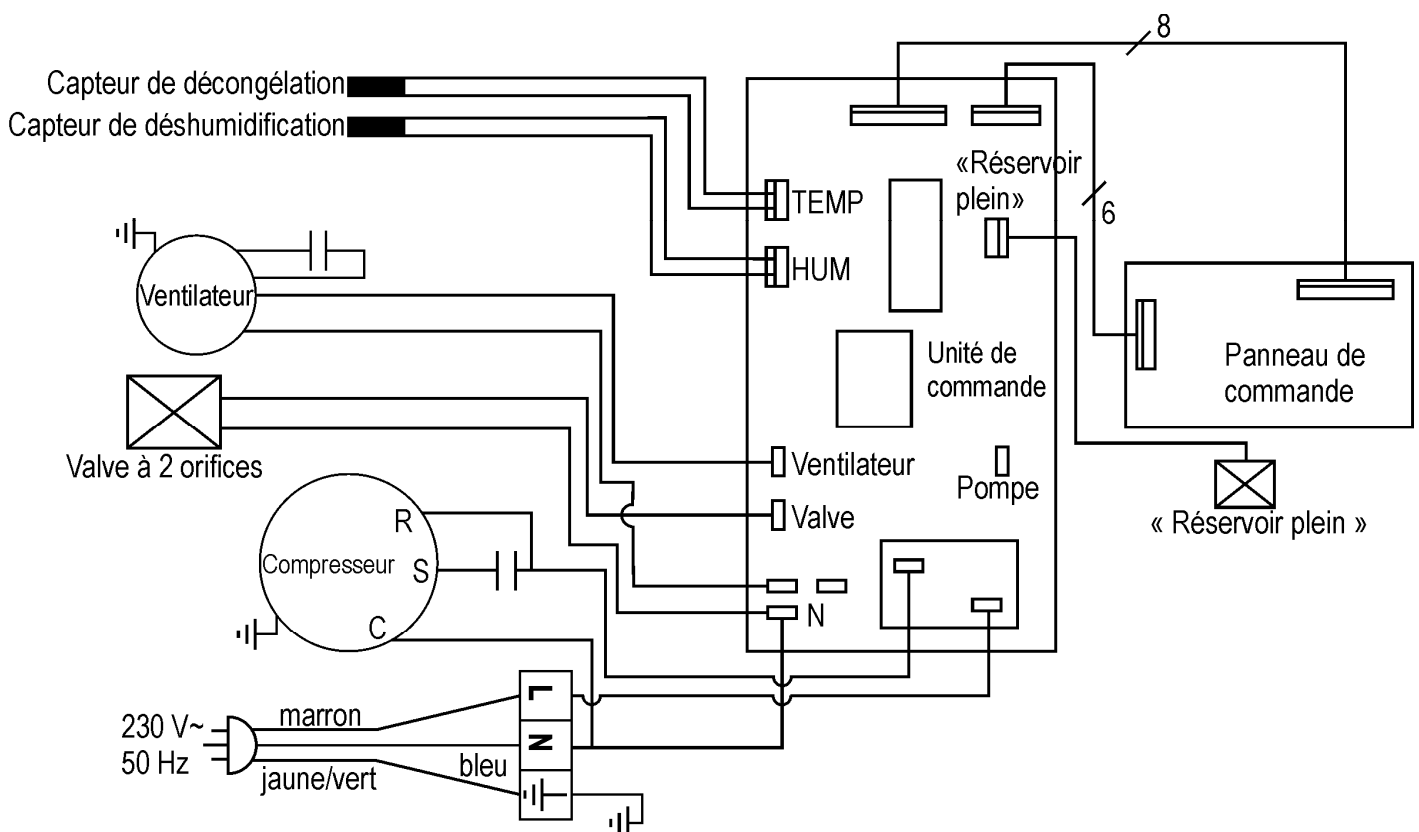 8
Capteur de décongélation
Capteur de déshumidification
«Réservoir
plein»
TEMP
6
HUM
Ventilateur
Unité de
commande
Panneau de
commande
Valve à 2 orifices
Ventilateur
Pompe
Valve
« Réservoir plein »
R
Compresseur
S
C
N
L
230 V~
50 Hz
marron
N
bleu
jaune/vert